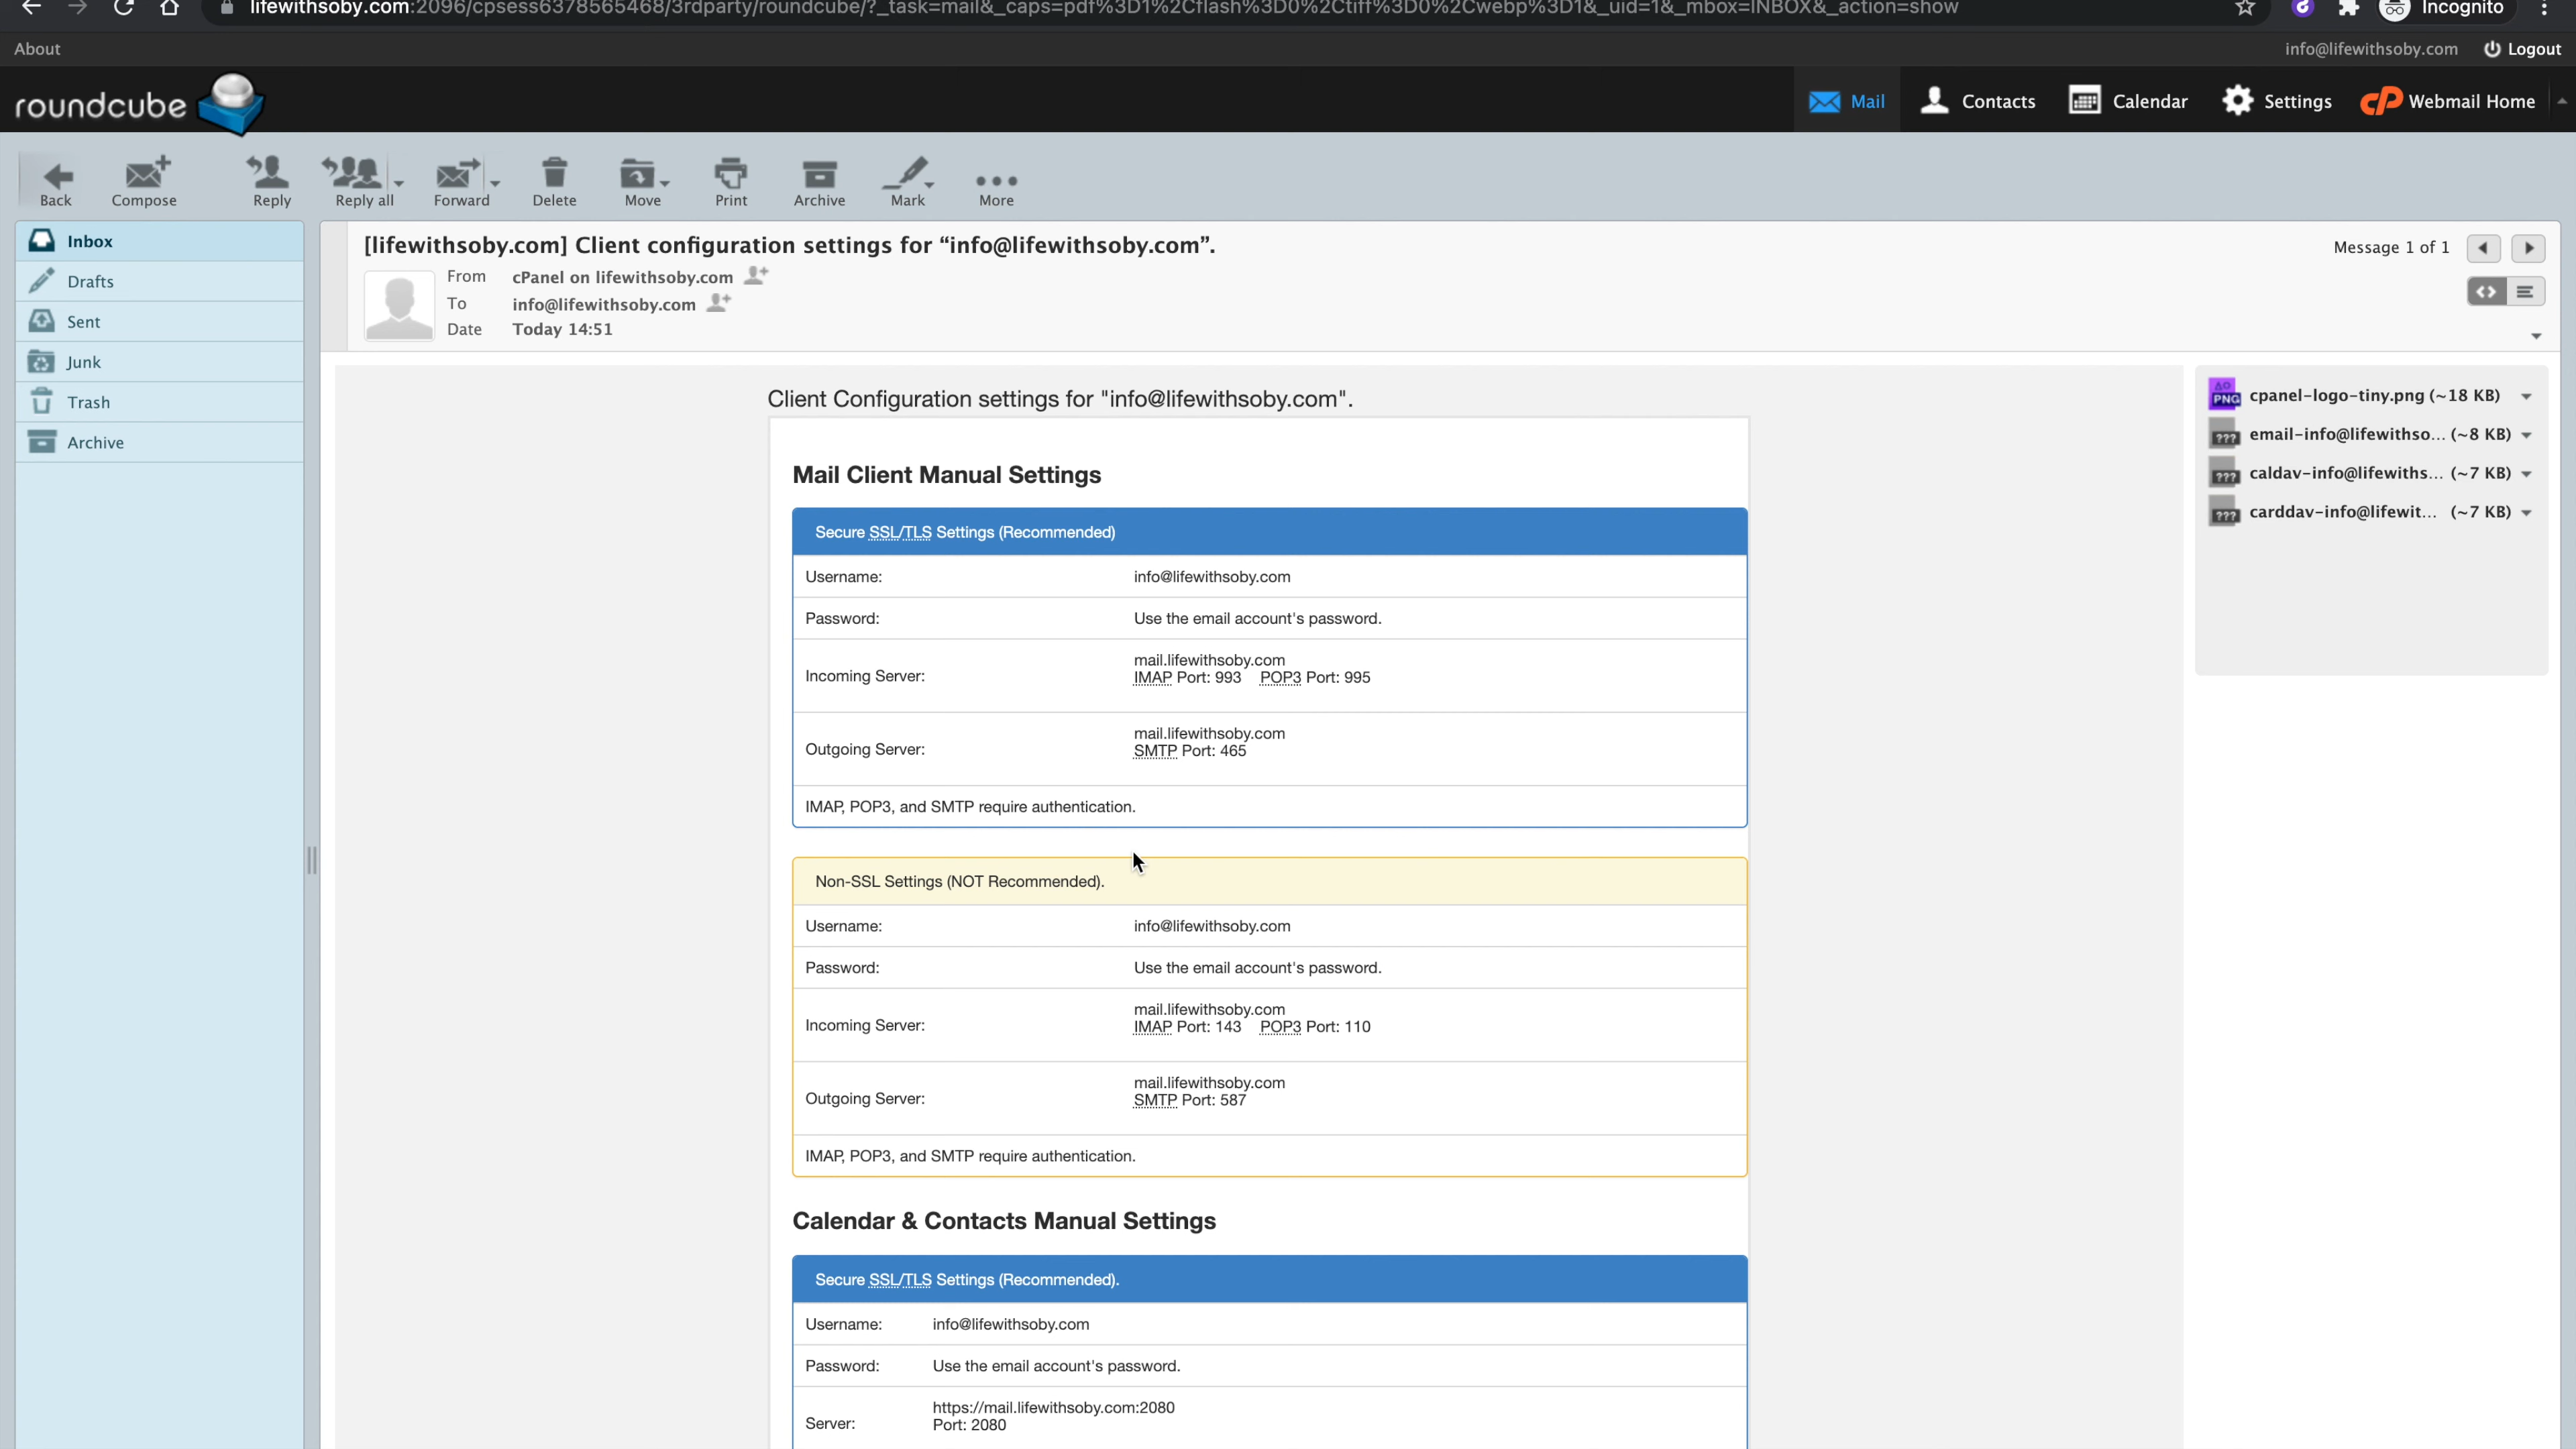 lifewithsoby.com:2096/cpsess6378565468/3rdparty/roundcube/?_task=mail&_caps=pdf%3D1%2Cflash%3D0%2Ctiff%3D0%2Cwebp%3D1&_uid=1&_mbox=INBOX&_action=show
Incognito
About
info@lifewithsoby.com
Logout
roundcube
Mail
Contacts
Calendar
Settings
cP Webmail Home
Back
Compose
Reply
Reply all
Forward
Delete
Move
Print
Archive
Mark
More
Inbox
Drafts
Sent
Junk
Trash
Archive
[lifewithsoby.com] Client configuration settings for “info@lifewithsoby.com”.
Message 1 of 1
From cPanel on lifewithsoby.com
To info@lifewithsoby.com
Date Today 14:51
Client Configuration settings for "info@lifewithsoby.com".
Mail Client Manual Settings
Secure SSL/TLS Settings (Recommended)
Username: info@lifewithsoby.com
Password: Use the email account's password.
Incoming Server: mail.lifewithsoby.com
IMAP Port: 993 POP3 Port: 995
Outgoing Server: mail.lifewithsoby.com
SMTP Port: 465
IMAP, POP3, and SMTP require authentication.
Non-SSL Settings (NOT Recommended).
Username: info@lifewithsoby.com
Password: Use the email account's password.
Incoming Server: mail.lifewithsoby.com
IMAP Port: 143 POP3 Port: 110
Outgoing Server: mail.lifewithsoby.com
SMTP Port: 587
IMAP, POP3, and SMTP require authentication.
Calendar & Contacts Manual Settings
Secure SSL/TLS Settings (Recommended).
Username: info@lifewithsoby.com
Password: Use the email account's password.
Server: https://mail.lifewithsoby.com:2080
Port: 2080
PNG cpanel-logo-tiny.png (~18 KB)
??? email-info@lifewithso... (~8 KB)
??? caldav-info@lifewiths... (~7 KB)
??? carddav-info@lifewit... (~7 KB)